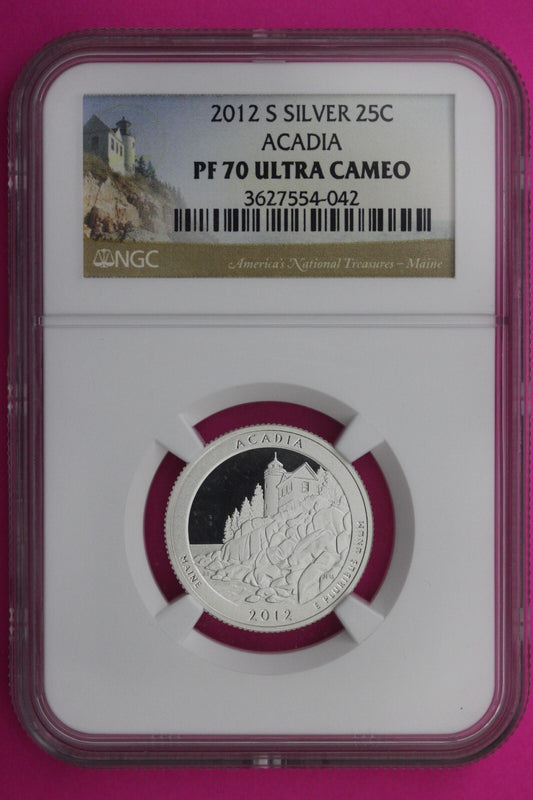 2012 S SILVER 25C
ACADIA
PF 70 ULTRA CAMEO
3627554-042
NGC
America's National Treasures – Maine
ACADIA
MAINE
2012
E PLURIBUS UNUM